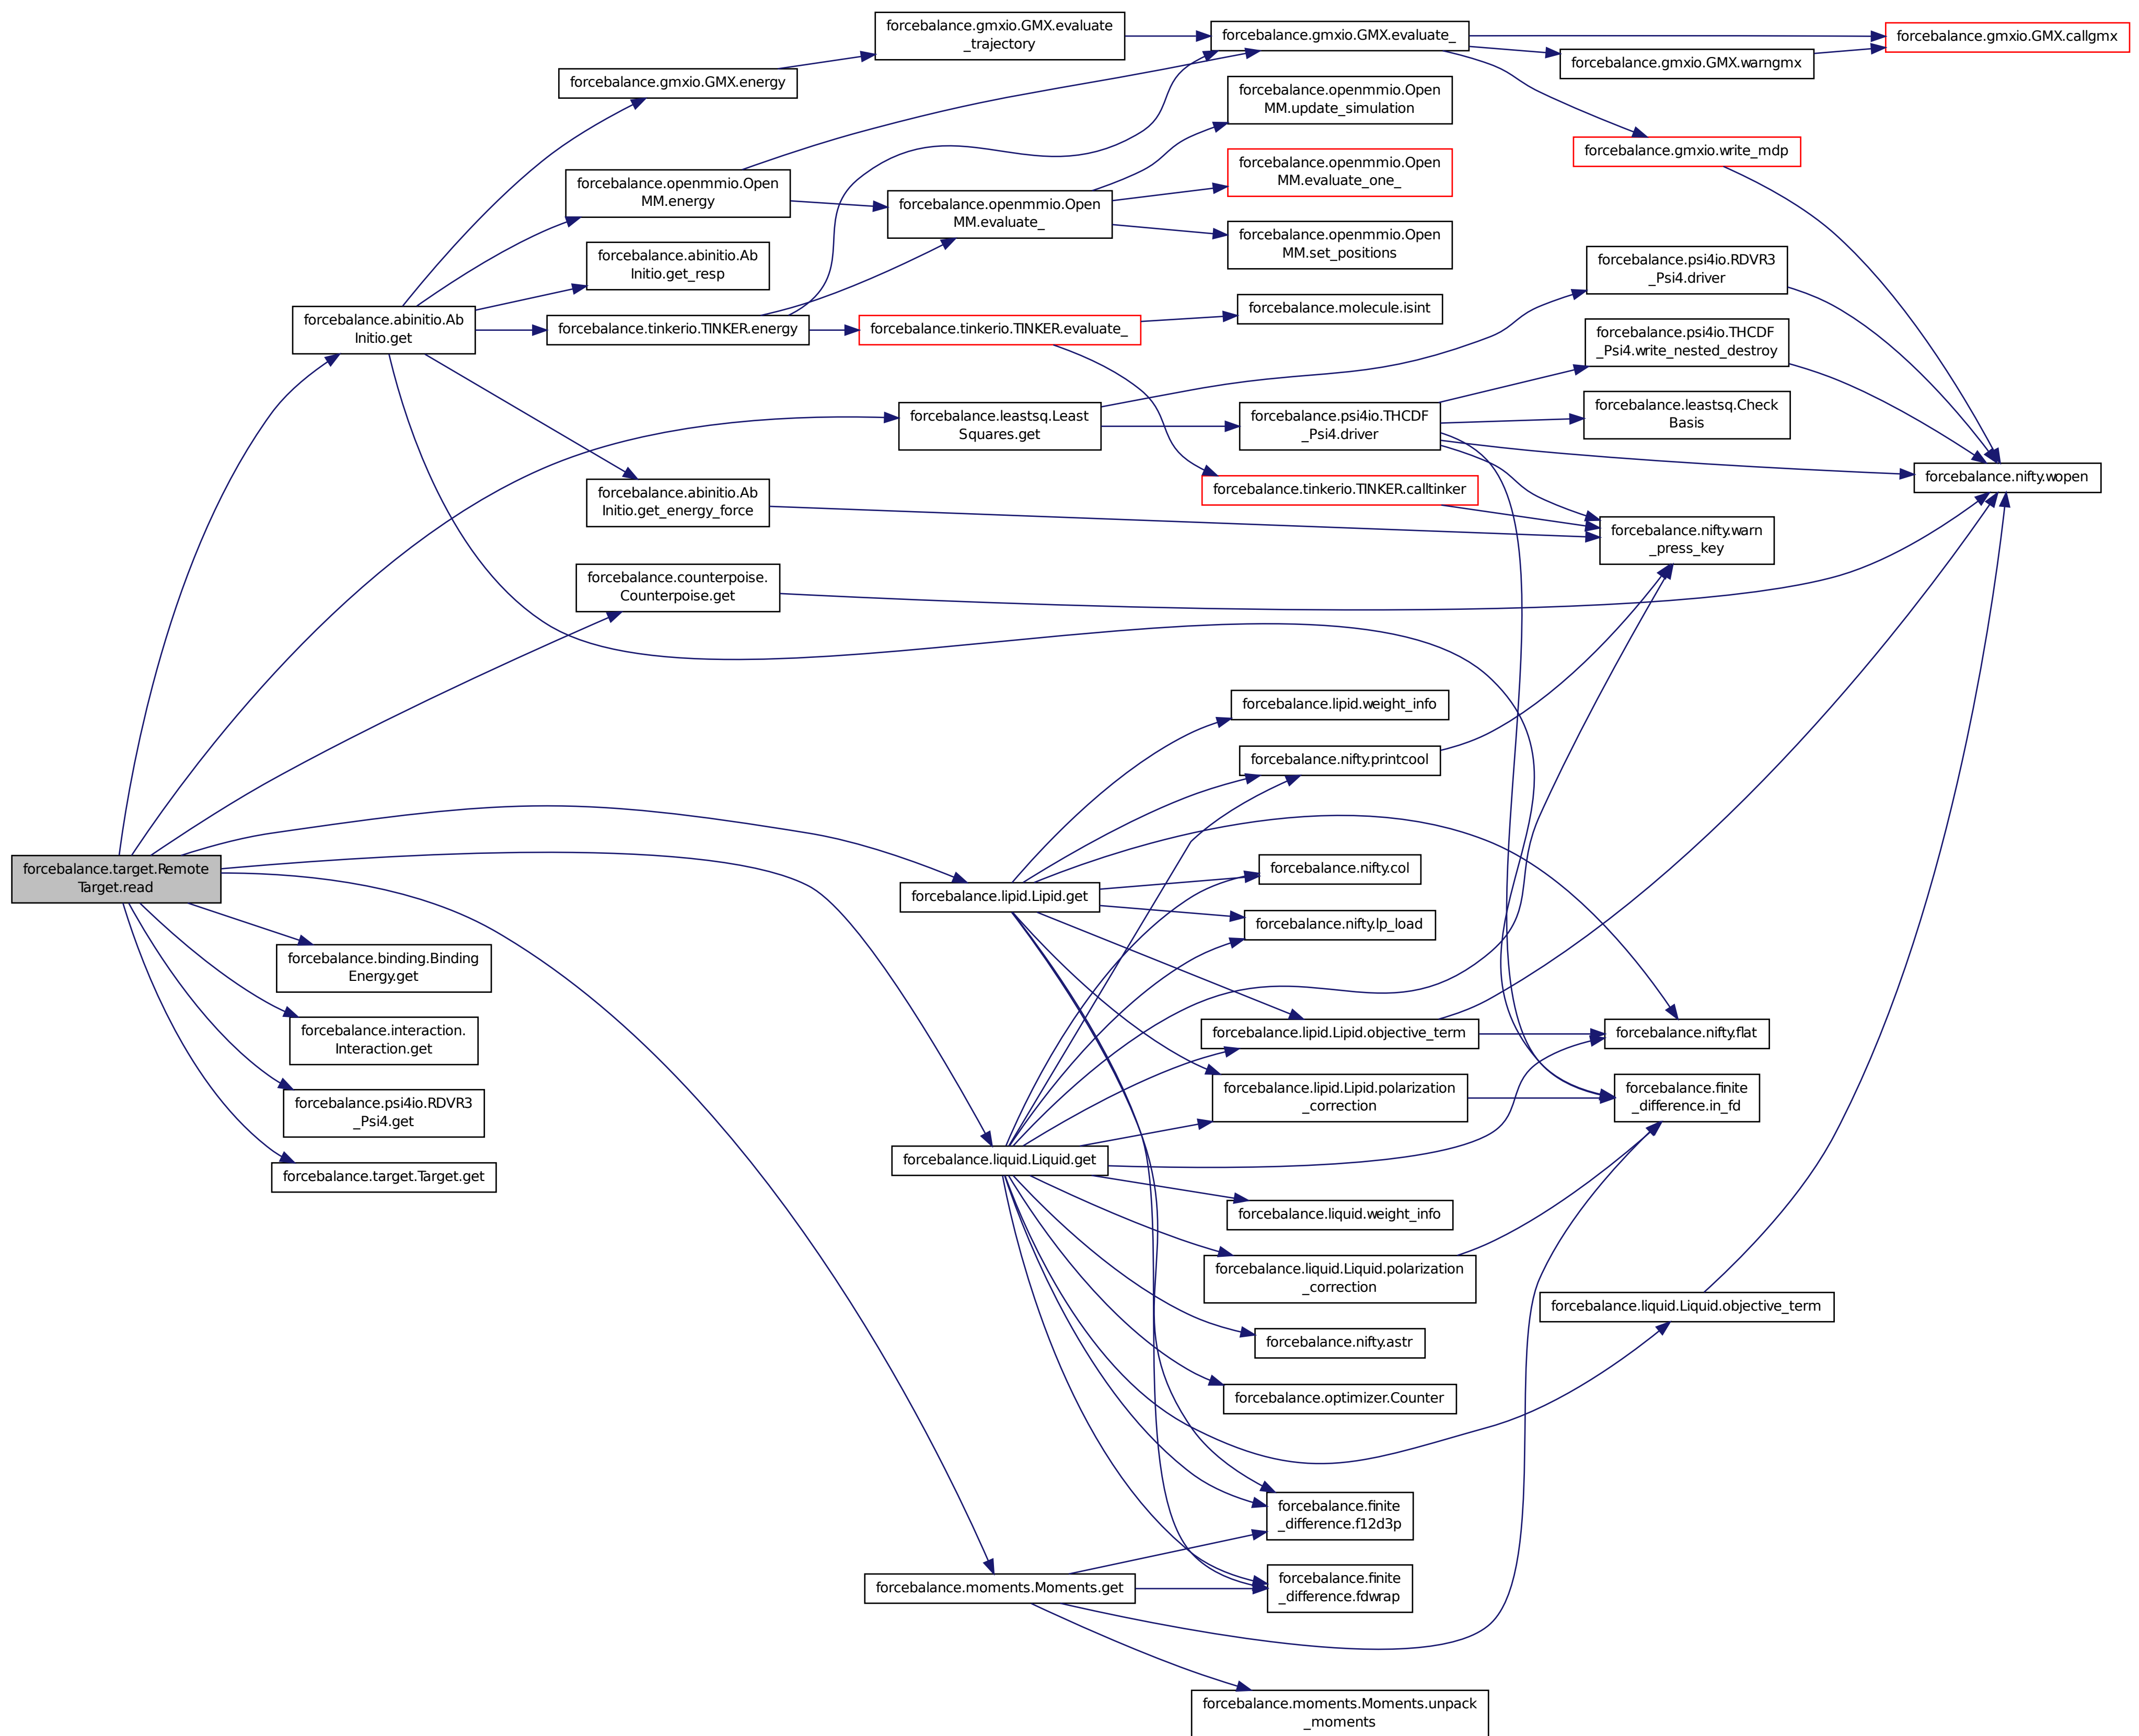 forcebalance.gmxio.GMX.evaluate
_trajectory
forcebalance.gmxio.GMX.evaluate_
forcebalance.gmxio.GMX.callgmx
forcebalance.gmxio.GMX.warngmx
forcebalance.gmxio.GMX.energy
forcebalance.openmmio.Open
MM.update_simulation
forcebalance.gmxio.write_mdp
forcebalance.openmmio.Open
MM.evaluate_one_
forcebalance.openmmio.Open
MM.energy
forcebalance.openmmio.Open
MM.evaluate_
forcebalance.openmmio.Open
MM.set_positions
forcebalance.abinitio.Ab
Initio.get_resp
forcebalance.psi4io.RDVR3
_Psi4.driver
forcebalance.molecule.isint
forcebalance.abinitio.Ab
Initio.get
forcebalance.tinkerio.TINKER.energy
forcebalance.tinkerio.TINKER.evaluate_
forcebalance.psi4io.THCDF
_Psi4.write_nested_destroy
forcebalance.leastsq.Least
Squares.get
forcebalance.psi4io.THCDF
_Psi4.driver
forcebalance.leastsq.Check
Basis
forcebalance.nifty.wopen
forcebalance.tinkerio.TINKER.calltinker
forcebalance.abinitio.Ab
Initio.get_energy_force
forcebalance.nifty.warn
_press_key
forcebalance.counterpoise.
Counterpoise.get
forcebalance.lipid.weight_info
forcebalance.nifty.printcool
forcebalance.target.Remote
Target.read
forcebalance.nifty.col
forcebalance.lipid.Lipid.get
forcebalance.nifty.lp_load
forcebalance.binding.Binding
Energy.get
forcebalance.interaction.
Interaction.get
forcebalance.lipid.Lipid.objective_term
forcebalance.nifty.flat
forcebalance.psi4io.RDVR3
_Psi4.get
forcebalance.lipid.Lipid.polarization
_correction
forcebalance.finite
_difference.in_fd
forcebalance.target.Target.get
forcebalance.liquid.Liquid.get
forcebalance.liquid.weight_info
forcebalance.liquid.Liquid.polarization
_correction
forcebalance.liquid.Liquid.objective_term
forcebalance.nifty.astr
forcebalance.optimizer.Counter
forcebalance.finite
_difference.f12d3p
forcebalance.moments.Moments.get
forcebalance.finite
_difference.fdwrap
forcebalance.moments.Moments.unpack
_moments